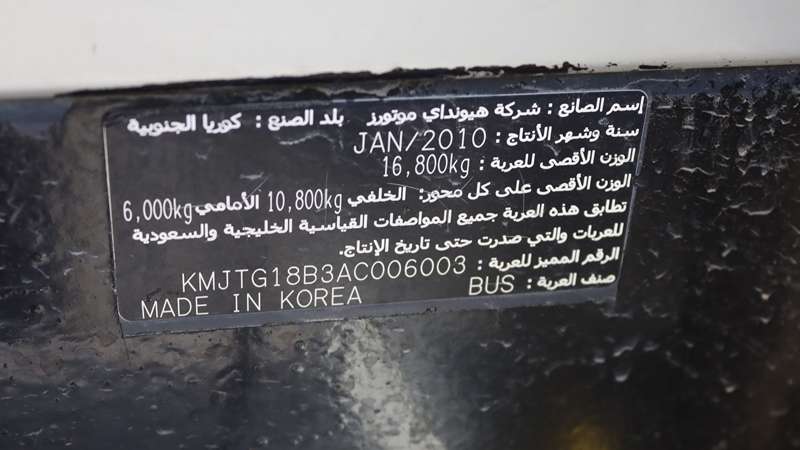 إسم الصانع : شركة هيونداي موتورز بلد الصنع : كوريا الجنوبية
سنة وشهر الأنتاج : JAN/2010
الوزن الأقصى للعربة : 16,800kg
الوزن الأقصى على كل محور: الخلفي 10,800kg الأمامي 6,000kg
تطابق هذه العربة جميع المواصفات القياسية الخليجية والسعودية
للعربات والتي صدرت حتى تاريخ الإنتاج.
الرقم المميز للعربة : KMJTG18B3AC006003
صنف العربة : BUS MADE IN KOREA